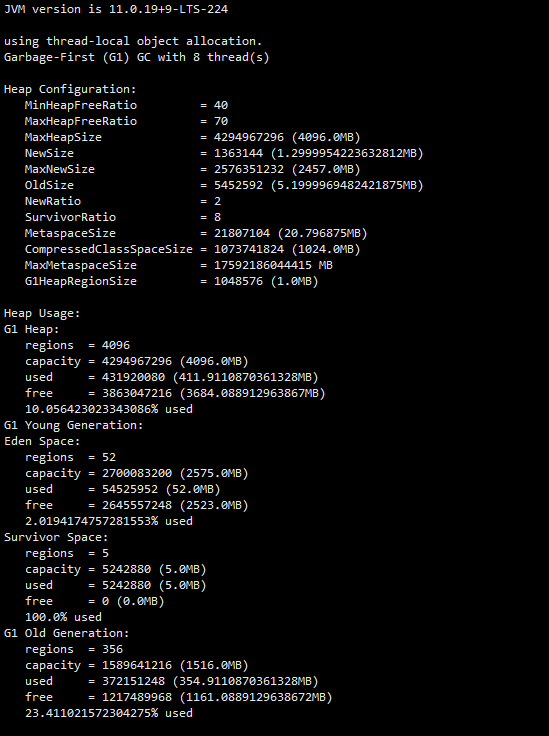 JVM version is 11.0.19+9-LTS-224
using thread-local object allocation.
Garbage-First (G1) GC with 8 thread(s)
Heap Configuration:
MinHeapFreeRatio = 40
MaxHeapFreeRatio = 70
MaxHeapSize = 4294967296 (4096.0MB)
NewSize = 1363144 (1.2999954223632812MB)
MaxNewSize = 2576351232 (2457.0MB)
OldSize = 5452592 (5.1999969482421875MB)
NewRatio = 2
SurvivorRatio = 8
MetaspaceSize = 21807104 (20.796875MB)
CompressedClassSpaceSize = 1073741824 (1024.0MB)
MaxMetaspaceSize = 17592186044415 MB
G1HeapRegionSize = 1048576 (1.0MB)
Heap Usage:
G1 Heap:
regions = 4096
capacity = 4294967296 (4096.0MB)
used = 431920080 (411.9110870361328MB)
free = 3863047216 (3684.088912963867MB)
10.056423023343086% used
G1 Young Generation:
Eden Space:
regions = 52
capacity = 2700083200 (2575.0MB)
used = 54525952 (52.0MB)
free = 2645557248 (2523.0MB)
2.0194174757281553% used
Survivor Space:
regions = 5
capacity = 5242880 (5.0MB)
used = 5242880 (5.0MB)
free = 0 (0.0MB)
100.0% used
G1 Old Generation:
regions = 356
capacity = 1589641216 (1516.0MB)
used = 372151248 (354.9110870361328MB)
free = 1217489968 (1161.0889129638672MB)
23.411021572304275% used